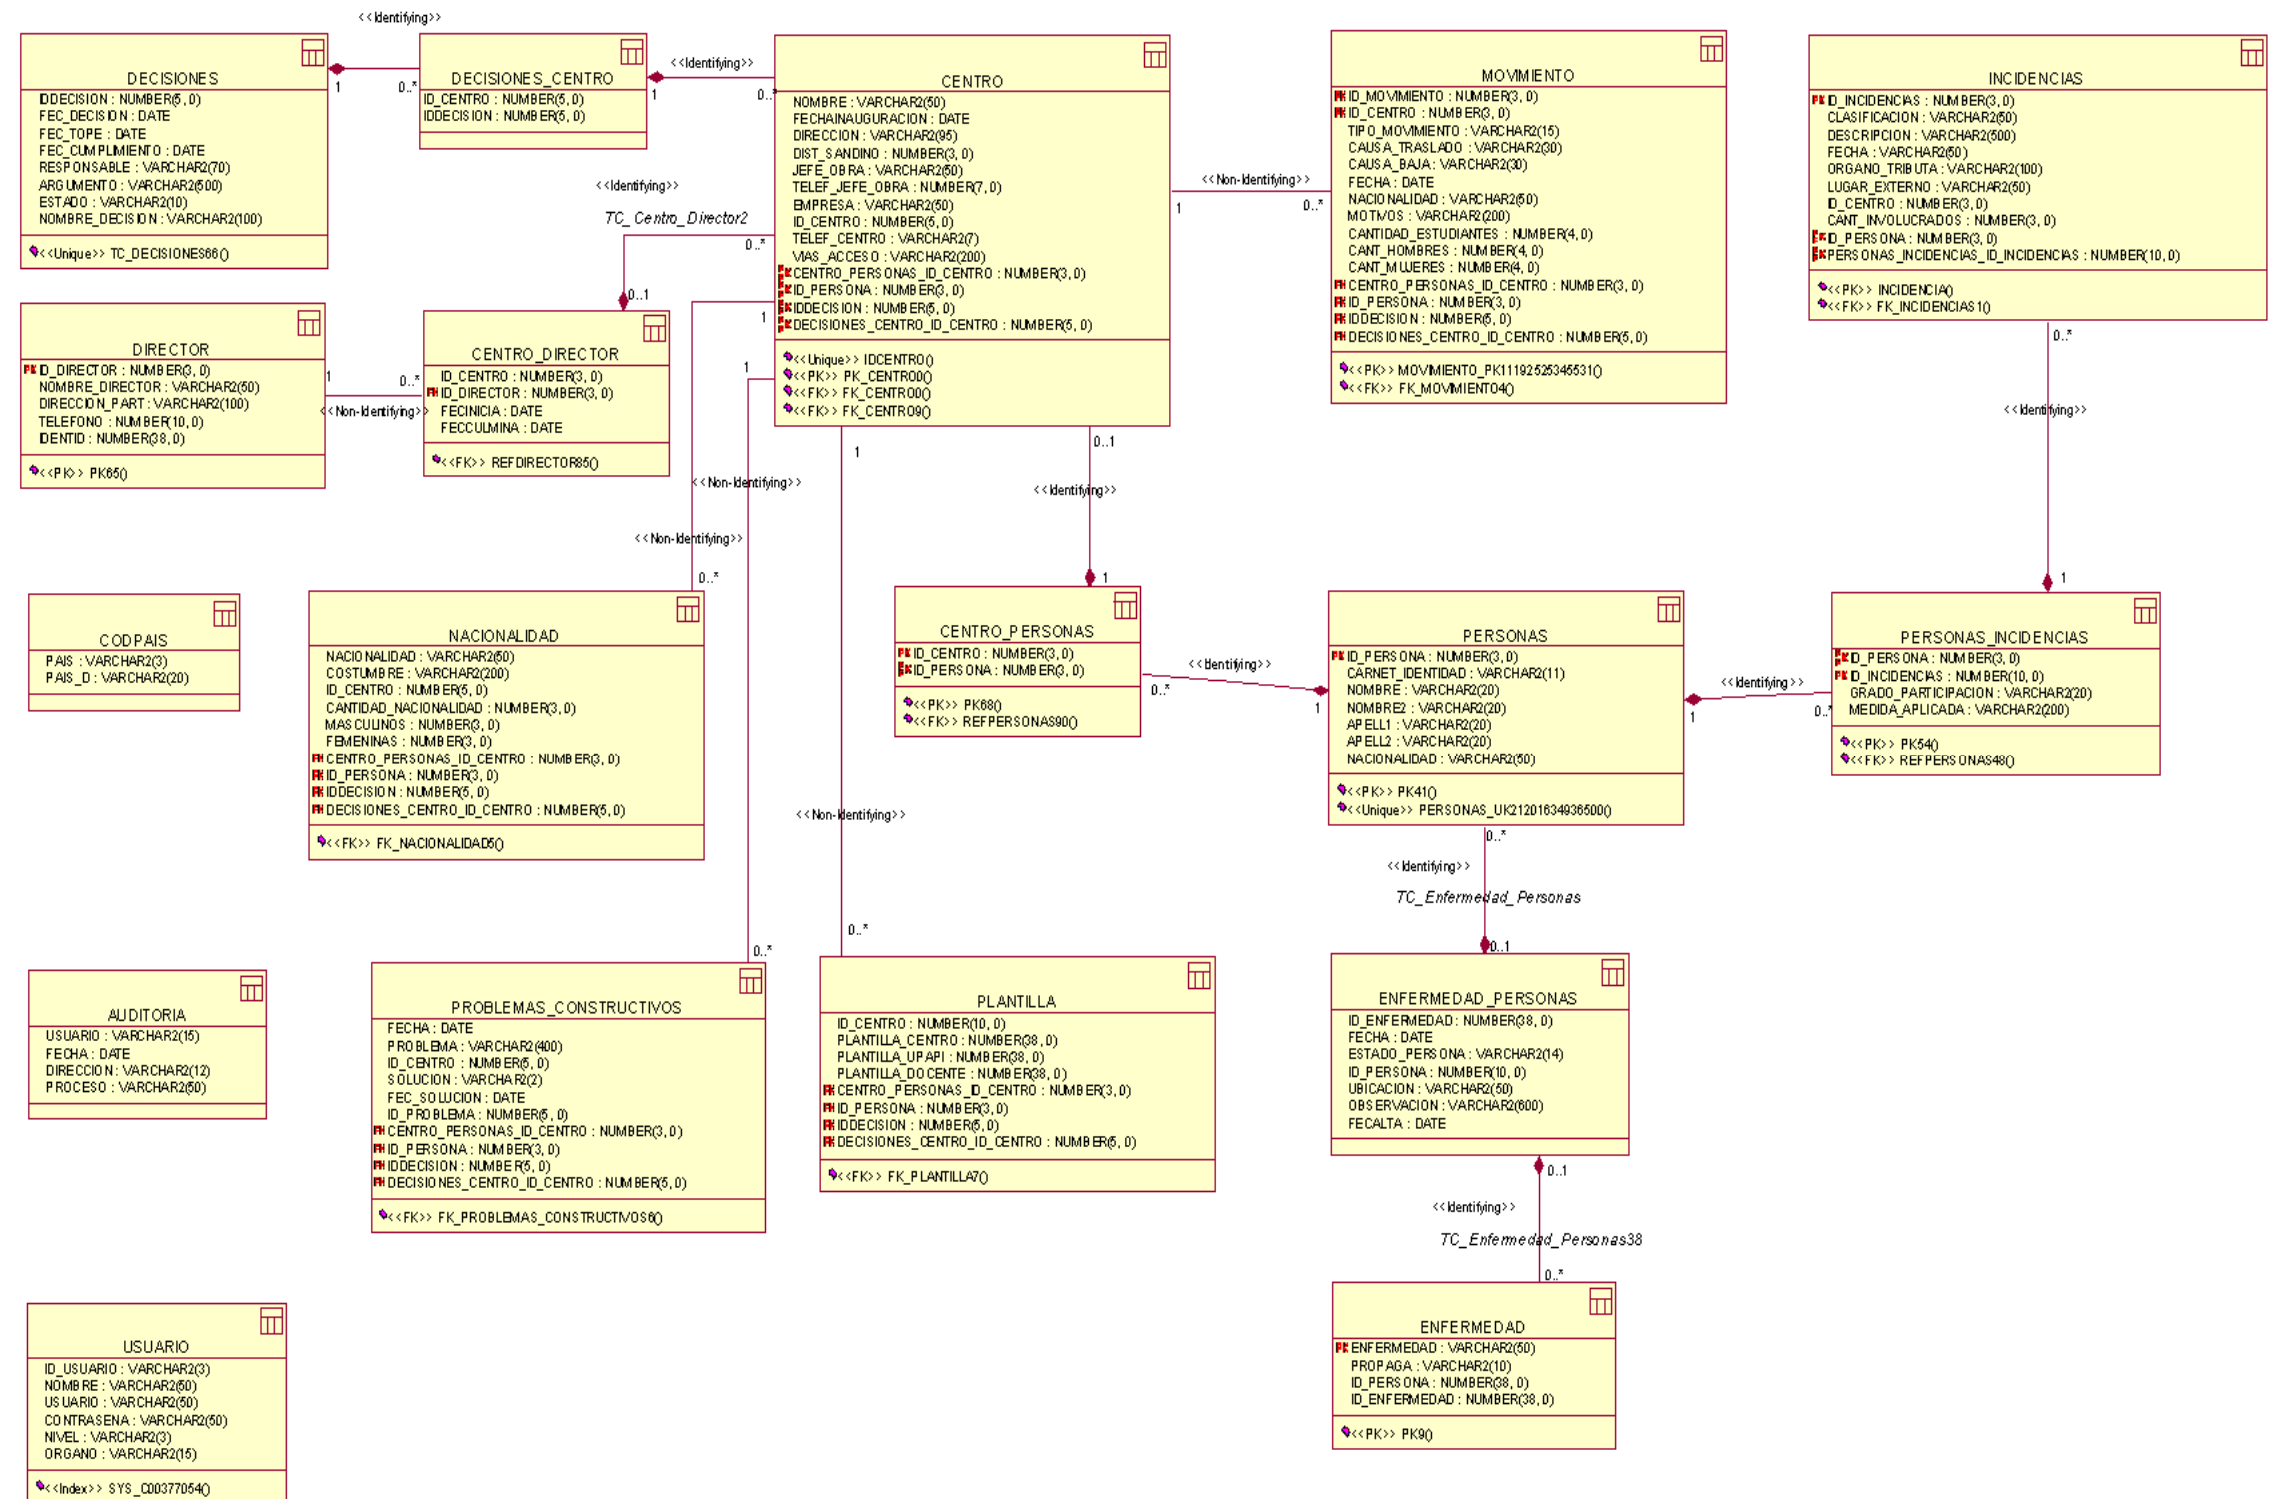 <<Identifying>>
DECISIONES
IDDECISION : NUMBER(5, 0)
FEC_DECISION : DATE
FEC_TOPE : DATE
FEC_CUMPLIMIENTO : DATE
RESPONSABLE : VARCHAR2(70)
ARGUMENTO : VARCHAR2(500)
ESTADO : VARCHAR2(10)
NOMBRE_DECISION : VARCHAR2(100)
<<Unique>> TC_DECISIONES66()
1
0..*
DECISIONES_CENTRO
ID_CENTRO : NUMBER(5, 0)
IDDECISION : NUMBER(5, 0)
<<Identifying>>
1
0..*
CENTRO
NOMBRE : VARCHAR2(50)
FECHAINAUGURACION : DATE
DIRECCION : VARCHAR2(95)
DIST_SANDINO : NUMBER(3, 0)
JEFE_OBRA : VARCHAR2(50)
TELEF_JEFE_OBRA : NUMBER(7, 0)
EMPRESA : VARCHAR2(50)
ID_CENTRO : NUMBER(5, 0)
TELEF_CENTRO : VARCHAR2(7)
VIAS_ACCESO : VARCHAR2(200)
CENTRO_PERSONAS_ID_CENTRO : NUMBER(3, 0)
ID_PERSONA : NUMBER(3, 0)
IDDECISION : NUMBER(5, 0)
DECISIONES_CENTRO_ID_CENTRO : NUMBER(5, 0)
<<Unique>> IDCENTRO()
<<PK>> PK_CENTRO0()
<<FK>> FK_CENTRO0()
<<FK>> FK_CENTRO9()
<<Non-Identifying>>
1
0..*
MOVIMIENTO
ID_MOVIMIENTO : NUMBER(3, 0)
ID_CENTRO : NUMBER(3, 0)
TIPO_MOVIMIENTO : VARCHAR2(15)
CAUSA_TRASLADO : VARCHAR2(30)
CAUSA_BAJA : VARCHAR2(30)
FECHA : DATE
NACIONALIDAD : VARCHAR2(50)
MOTIVOS : VARCHAR2(200)
CANTIDAD_ESTUDIANTES : NUMBER(4, 0)
CANT_HOMBRES : NUMBER(4, 0)
CANT_MUJERES : NUMBER(4, 0)
CENTRO_PERSONAS_ID_CENTRO : NUMBER(3, 0)
ID_PERSONA : NUMBER(3, 0)
IDDECISION : NUMBER(5, 0)
DECISIONES_CENTRO_ID_CENTRO : NUMBER(5, 0)
<<PK>> MOVIMIENTO_PK11192525345531()
<<FK>> FK_MOVIMIENTO4()
INCIDENCIAS
PK ID_INCIDENCIAS : NUMBER(3, 0)
CLASIFICACION : VARCHAR2(50)
DESCRIPCION : VARCHAR2(500)
FECHA : VARCHAR2(50)
ORGANO_TRIBUTA : VARCHAR2(100)
LUGAR_EXTERNO : VARCHAR2(50)
ID_CENTRO : NUMBER(3, 0)
CANT_INVOLUCRADOS : NUMBER(3, 0)
ID_PERSONA : NUMBER(3, 0)
PERSONAS_INCIDENCIAS_ID_INCIDENCIAS : NUMBER(10, 0)
<<PK>> INCIDENCIA()
<<FK>> FK_INCIDENCIAS1()
0..*
<<Identifying>>
1
<<Identifying>>
TC_Centro_Director2
0..*
0..1
DIRECTOR
PK ID_DIRECTOR : NUMBER(3, 0)
NOMBRE_DIRECTOR : VARCHAR2(50)
DIRECCION_PART : VARCHAR2(100)
TELEFONO : NUMBER(10, 0)
IDENTID : NUMBER(38, 0)
<<PK>> PK65()
1
0..*
<<Non-Identifying>>
CENTRO_DIRECTOR
ID_CENTRO : NUMBER(3, 0)
ID_DIRECTOR : NUMBER(3, 0)
FECINICIA : DATE
FECCULMINA : DATE
<<FK>> REFDIRECTOR85()
1
<<Non-Identifying>>
0..*
1
<<Non-Identifying>>
0..*
1
<<Non-Identifying>>
0..*
0..1
<<Identifying>>
1
CODPAIS
PAIS : VARCHAR2(3)
PAIS_D : VARCHAR2(20)
NACIONALIDAD
NACIONALIDAD : VARCHAR2(50)
COSTUMBRE : VARCHAR2(200)
ID_CENTRO : NUMBER(5, 0)
CANTIDAD_NACIONALIDAD : NUMBER(3, 0)
MASCULINOS : NUMBER(3, 0)
FEMENINAS : NUMBER(3, 0)
CENTRO_PERSONAS_ID_CENTRO : NUMBER(3, 0)
ID_PERSONA : NUMBER(3, 0)
IDDECISION : NUMBER(5, 0)
DECISIONES_CENTRO_ID_CENTRO : NUMBER(5, 0)
<<FK>> FK_NACIONALIDAD5()
CENTRO_PERSONAS
PK ID_CENTRO : NUMBER(3, 0)
ID_PERSONA : NUMBER(3, 0)
<<PK>> PK68()
<<FK>> REFPERSONAS90()
<<Identifying>>
0..*
1
PERSONAS
PK ID_PERSONA : NUMBER(3, 0)
CARNET_IDENTIDAD : VARCHAR2(11)
NOMBRE : VARCHAR2(20)
NOMBRE2 : VARCHAR2(20)
APELL1 : VARCHAR2(20)
APELL2 : VARCHAR2(20)
NACIONALIDAD : VARCHAR2(50)
<<PK>> PK41()
<<Unique>> PERSONAS_UK21201634936500()
<<Identifying>>
1
0..*
PERSONAS_INCIDENCIAS
ID_PERSONA : NUMBER(3, 0)
PK ID_INCIDENCIAS : NUMBER(10, 0)
GRADO_PARTICIPACION : VARCHAR2(20)
MEDIDA_APLICADA : VARCHAR2(200)
<<PK>> PK54()
<<FK>> REFPERSONAS48()
0..*
<<Identifying>>
TC_Enfermedad_Personas
0..1
AUDITORIA
USUARIO : VARCHAR2(15)
FECHA : DATE
DIRECCION : VARCHAR2(12)
PROCESO : VARCHAR2(50)
PROBLEMAS_CONSTRUCTIVOS
FECHA : DATE
PROBLEMA : VARCHAR2(400)
ID_CENTRO : NUMBER(5, 0)
SOLUCION : VARCHAR2(2)
FEC_SOLUCION : DATE
ID_PROBLEMA : NUMBER(5, 0)
CENTRO_PERSONAS_ID_CENTRO : NUMBER(3, 0)
ID_PERSONA : NUMBER(3, 0)
IDDECISION : NUMBER(5, 0)
DECISIONES_CENTRO_ID_CENTRO : NUMBER(5, 0)
<<FK>> FK_PROBLEMAS_CONSTRUCTIVOS6()
PLANTILLA
ID_CENTRO : NUMBER(10, 0)
PLANTILLA_CENTRO : NUMBER(38, 0)
PLANTILLA_UPAPI : NUMBER(38, 0)
PLANTILLA_DOCENTE : NUMBER(38, 0)
CENTRO_PERSONAS_ID_CENTRO : NUMBER(3, 0)
ID_PERSONA : NUMBER(3, 0)
IDDECISION : NUMBER(5, 0)
DECISIONES_CENTRO_ID_CENTRO : NUMBER(5, 0)
<<FK>> FK_PLANTILLA7()
ENFERMEDAD_PERSONAS
ID_ENFERMEDAD : NUMBER(38, 0)
FECHA : DATE
ESTADO_PERSONA : VARCHAR2(14)
ID_PERSONA : NUMBER(10, 0)
UBICACION : VARCHAR2(50)
OBSERVACION : VARCHAR2(600)
FECALTA : DATE
0..1
<<Identifying>>
TC_Enfermedad_Personas38
0..*
ENFERMEDAD
PK ENFERMEDAD : VARCHAR2(50)
PROPAGA : VARCHAR2(10)
ID_PERSONA : NUMBER(38, 0)
ID_ENFERMEDAD : NUMBER(38, 0)
<<PK>> PK9()
USUARIO
ID_USUARIO : VARCHAR2(3)
NOMBRE : VARCHAR2(50)
USUARIO : VARCHAR2(50)
CONTRASENA : VARCHAR2(50)
NIVEL : VARCHAR2(3)
ORGANO : VARCHAR2(15)
<<Index>> SYS_C00377054()